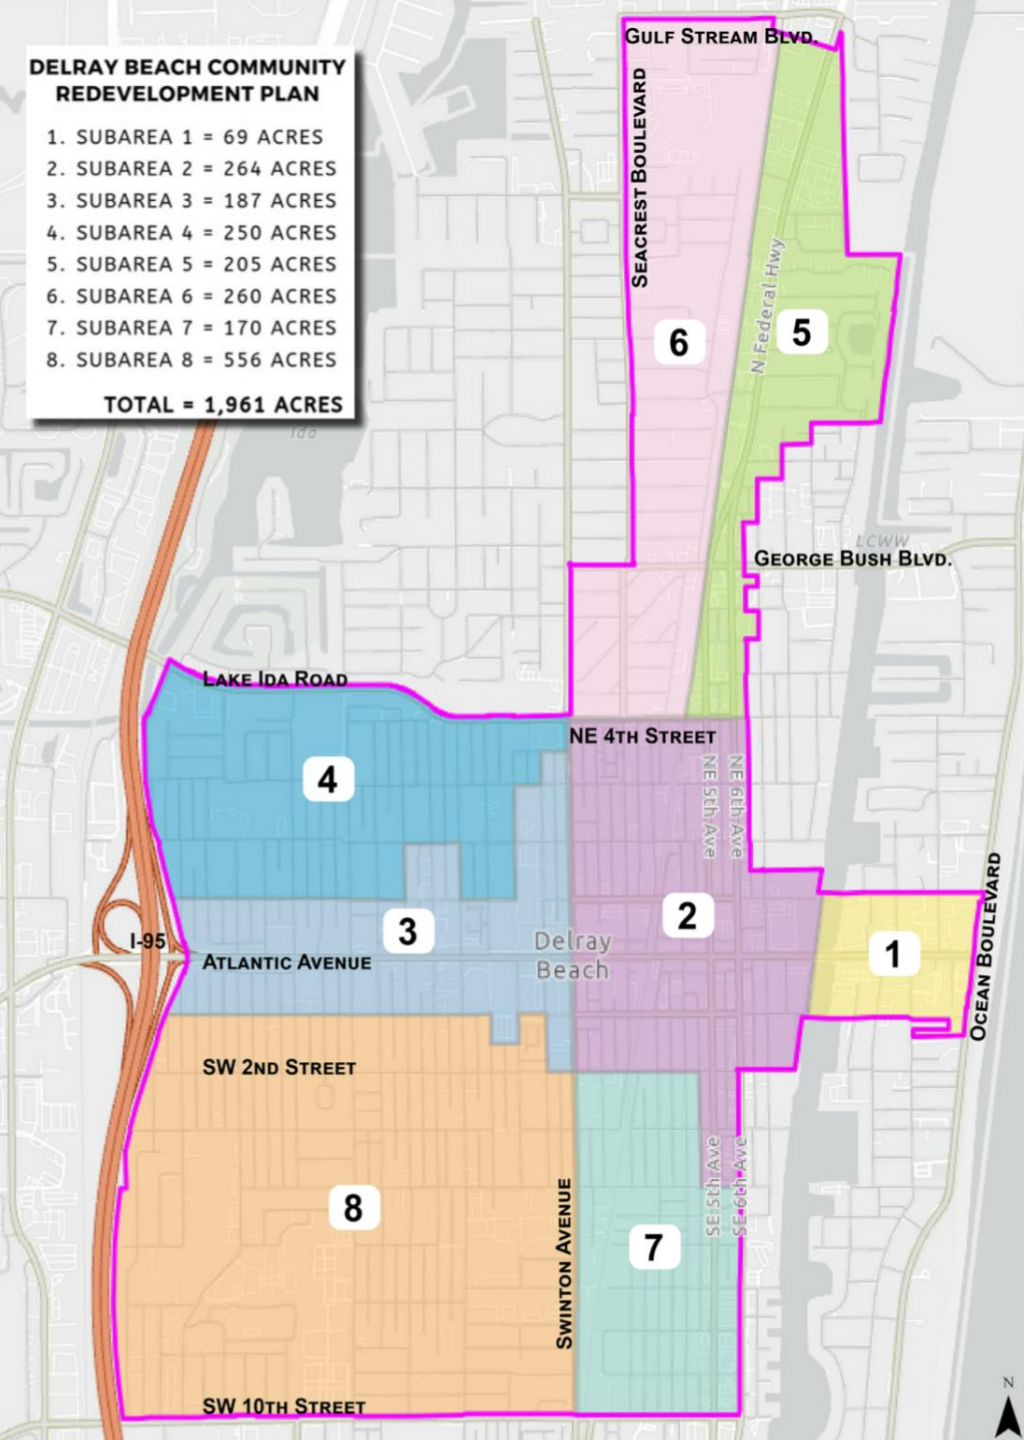 DELRAY BEACH COMMUNITY
REDEVELOPMENT PLAN
1. SUBAREA 1 = 69 ACRES
2. SUBAREA 2 = 264 ACRES
3. SUBAREA 3 = 187 ACRES
4. SUBAREA 4 = 250 ACRES
5. SUBAREA 5 = 205 ACRES
6. SUBAREA 6 = 260 ACRES
7. SUBAREA 7 = 170 ACRES
8. SUBAREA 8 = 556 ACRES
TOTAL = 1,961 ACRES
GULF STREAM BLVD.
SEACREST BOULEVARD
N Federal Hwy
5
6
Ida
LCWW
GEORGE BUSH BLVD.
LAKE IDA ROAD
NE 4TH STREET
4
NE 5th Ave
NE 6th Ave
OCEAN BOULEVARD
2
3
Delray
Beach
I-95
1
ATLANTIC AVENUE
SW 2ND STREET
SE 5th Ave
SE 6th Ave
8
SWINTON AVENUE
7
N
SW 10TH STREET